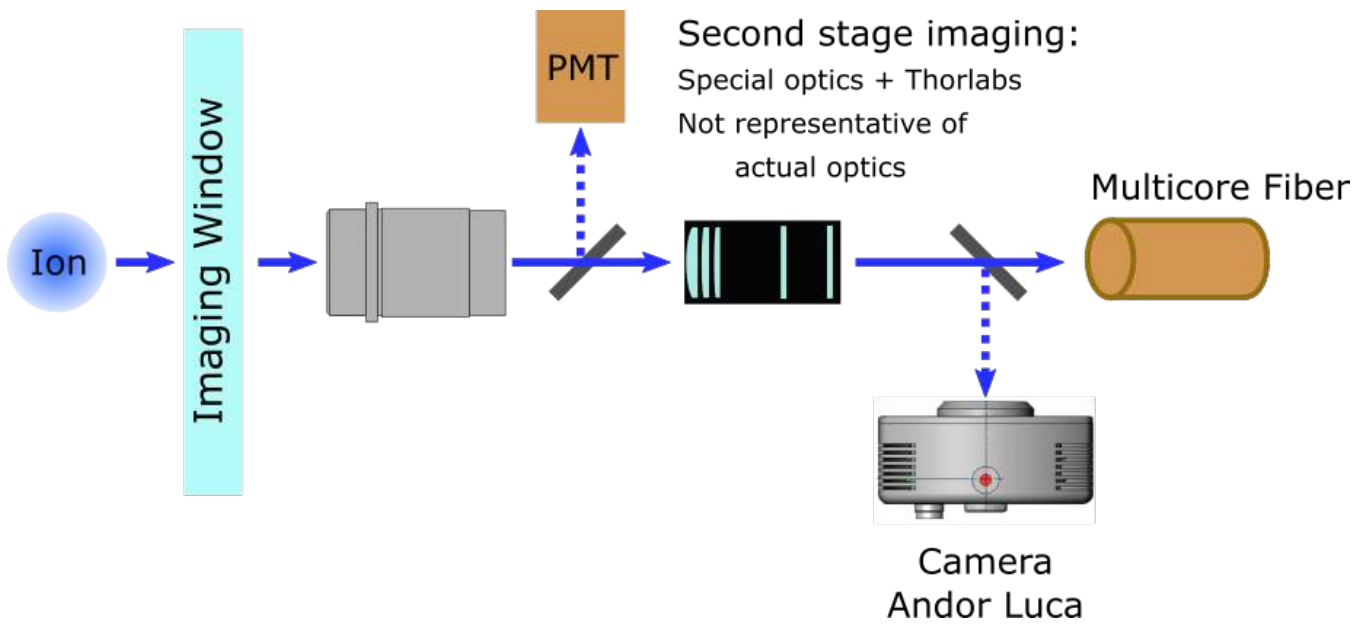 Ion
Imaging Window
PMT
Second stage imaging:
Special optics + Thorlabs
Not representative of
actual optics
Multicore Fiber
Camera
Andor Luca